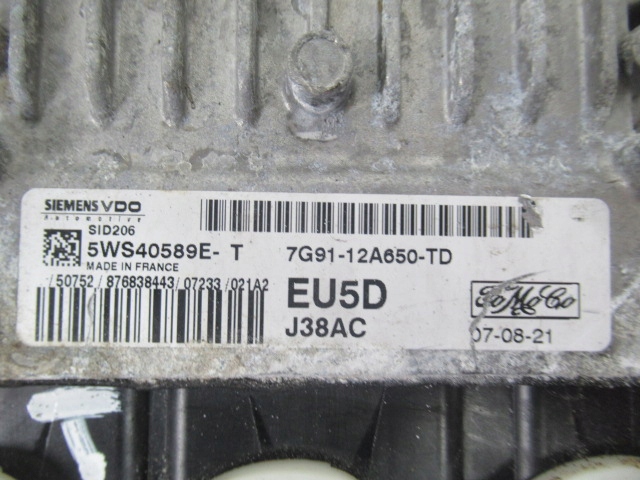 SIEMENS VDO
Automotive
SID206
5WS40589E- T
MADE IN FRANCE
7G91-12A650-TD
/50752/876838443/07233/021A2
EU5D
J38AC
FoMoCo
07-08-21
T